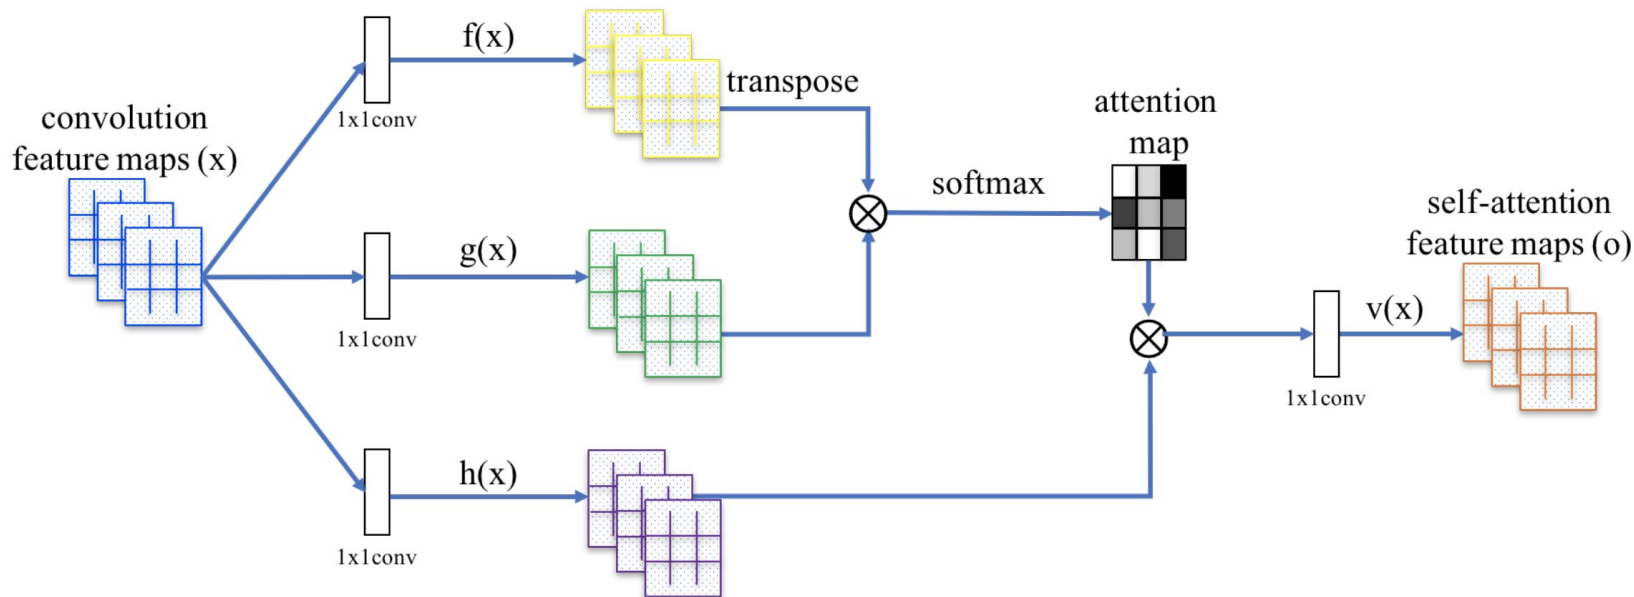 convolution
feature maps (x)
1x1conv
f(x)
transpose
1x1conv
g(x)
1x1conv
h(x)
softmax
attention
map
1x1conv
v(x)
self-attention
feature maps (o)